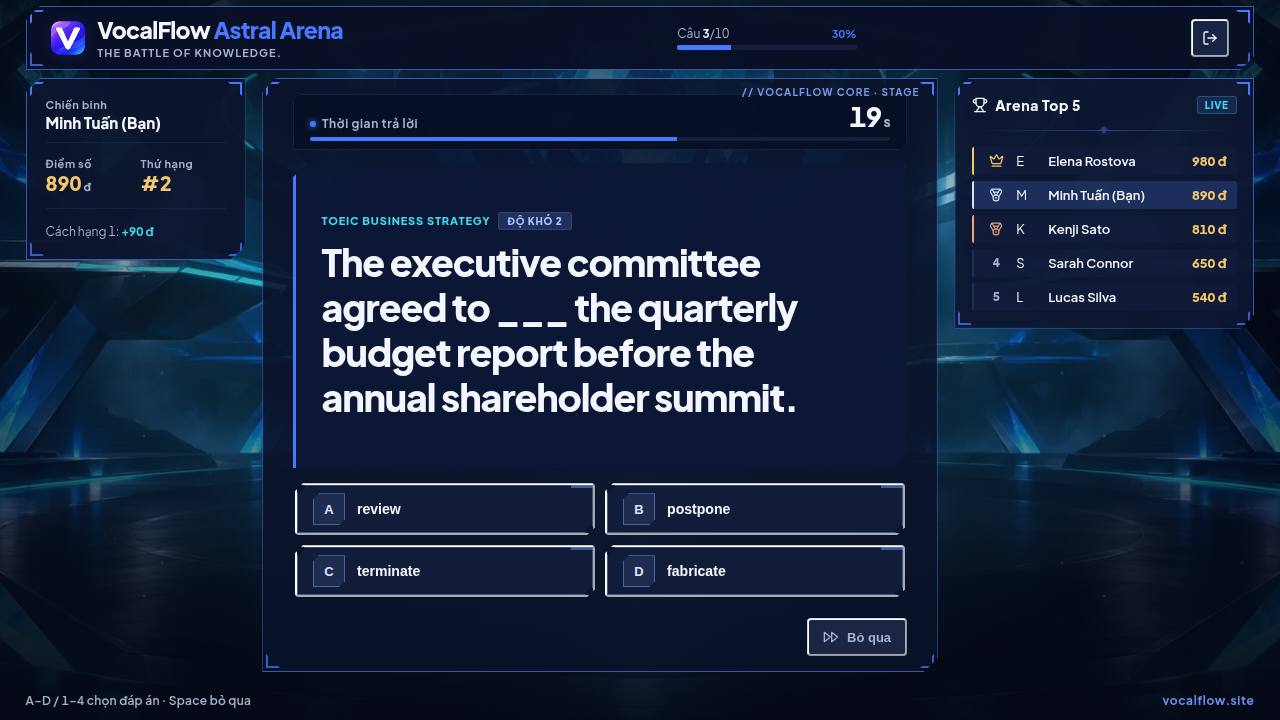 VocalFlow Astral Arena
THE BATTLE OF KNOWLEDGE.
Câu 3/10
30%
Chiến binh
Minh Tuấn (Bạn)
Điểm số
Thứ hạng
890 đ
#2
Cách hạng 1: +90 đ
// VOCALFLOW CORE · STAGE
Thời gian trả lời
19s
TOEIC BUSINESS STRATEGY
ĐỘ KHÓ 2
The executive committee
agreed to ___ the quarterly
budget report before the
annual shareholder summit.
A review
B postpone
C terminate
D fabricate
Bỏ qua
Arena Top 5
LIVE
E Elena Rostova 980 đ
M Minh Tuấn (Bạn) 890 đ
K Kenji Sato 810 đ
4 S Sarah Connor 650 đ
5 L Lucas Silva 540 đ
A–D / 1–4 chọn đáp án · Space bỏ qua
vocalflow.site